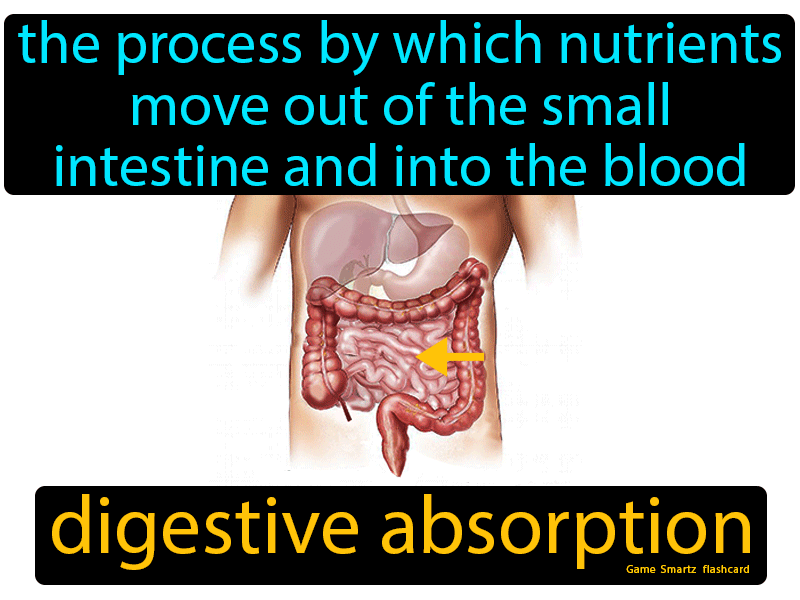 the process by which nutrients
move out of the small
intestine and into the blood
digestive absorption
Game Smartz flashcard